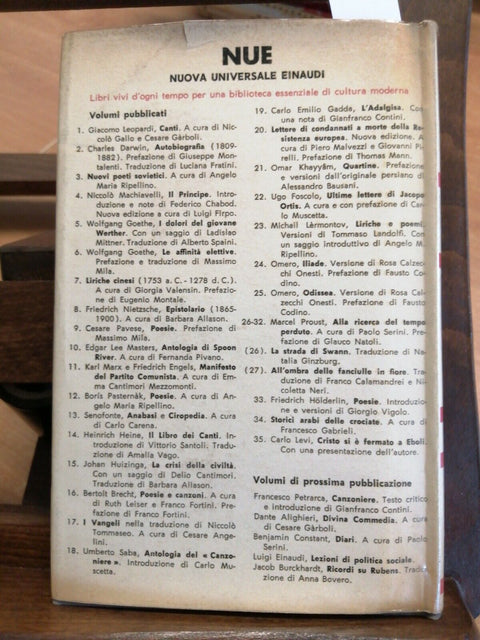 NUE
NUOVA UNIVERSALE EINAUDI
Libri vivi d'ogni tempo per una biblioteca essenziale di cultura moderna
Volumi pubblicati
1. Giacomo Leopardi, Canti. A cura di Nic-
colò Gallo e Cesare Gàrboli.
2. Charles Darwin, Autobiografia (1809-
1882). Prefazione di Giuseppe Mon-
talenti. Traduzione di Luciana Fratini.
3. Nuovi poeti sovietici. A cura di Angelo
Maria Ripellino.
4. Niccolò Machiavelli, Il Principe. Intro-
duzione e note di Federico Chabod.
Nuova edizione a cura di Luigi Firpo.
5. Wolfgang Goethe, I dolori del giovane
Werther. Con un saggio di Ladislao
Mittner. Traduzione di Alberto Spaini.
6. Wolfgang Goethe, Le affinità elettive.
Prefazione e traduzione di Massimo
Mila.
7. Liriche cinesi (1753 a. C. - 1278 d. C.).
A cura di Giorgia Valensin. Prefazio-
ne di Eugenio Montale.
8. Friedrich Nietzsche, Epistolario (1865-
1900). A cura di Barbara Allason.
9. Cesare Pavese, Poesie. Prefazione di
Massimo Mila.
10. Edgar Lee Masters, Antologia di Spoon
River. A cura di Fernanda Pivano.
11. Karl Marx e Friedrich Engels, Manifesto
del Partito Comunista. A cura di Em-
ma Cantimori Mezzomonti.
12. Borís Pasternàk, Poesie. A cura di An-
gelo Maria Ripellino.
13. Senofonte, Anabasi e Ciropedia. A cura
di Carlo Carena.
14. Heinrich Heine, Il Libro dei Canti. In-
troduzione di Vittorio Santoli. Tradu-
zione di Amalia Vago.
15. Johan Huizinga, La crisi della civiltà.
Con un saggio di Delio Cantimori.
Traduzione di Barbara Allason.
16. Bertolt Brecht, Poesie e canzoni. A cura
di Ruth Leiser e Franco Fortini. Pre-
fazione di Franco Fortini.
17. I Vangeli nella traduzione di Niccolò
Tommaseo. A cura di Cesare Ange-
lini.
18. Umberto Saba, Antologia del « Canzo-
niere ». Introduzione di Carlo Mu-
scetta.
19. Carlo Emilio Gadda, L'Adalgisa. Con
una nota di Gianfranco Contini.
20. Lettere di condannati a morte della Re-
sistenza europea. Nuova edizione. A
cura di Piero Malvezzi e Giovanni Pi-
relli. Prefazione di Thomas Mann.
21. Omar Khayyâm, Quartine. Prefazione
e versioni dall'originale persiano di
Alessandro Bausani.
22. Ugo Foscolo, Ultime lettere di Jacopo
Ortis. A cura e con prefazione di Car-
lo Muscetta.
23. Michail Lèrmontov, Liriche e poemi.
Versioni di Tommaso Landolfi. Con
un saggio introduttivo di Angelo M.
Ripellino.
24. Omero, Iliade. Versione di Rosa Calzec-
chi Onesti. Prefazione di Fausto Co-
dino.
25. Omero, Odissea. Versione di Rosa Cal-
zecchi Onesti. Prefazione di Fausto
Codino.
26-32. Marcel Proust, Alla ricerca del tempo
perduto. A cura di Paolo Serini. Pre-
fazione di Glauco Natoli.
(26). La strada di Swann. Traduzione di Na-
talia Ginzburg.
(27). All'ombra delle fanciulle in fiore. Tra-
duzione di Franco Calamandrei e Ni-
coletta Neri.
33. Friedrich Hölderlin, Poesie. Introduzio-
ne e versioni di Giorgio Vigolo.
34. Storici arabi delle crociate. A cura di
Francesco Gabrieli.
35. Carlo Levi, Cristo si è fermato a Eboli.
Con una presentazione dell'autore.
Volumi di prossima pubblicazione
Francesco Petrarca, Canzoniere. Testo critico
e introduzione di Gianfranco Contini.
Dante Alighieri, Divina Commedia. A cura
di Cesare Gàrboli.
Benjamin Constant, Diari. A cura di Paolo
Serini.
Luigi Einaudi, Lezioni di politica sociale.
Jacob Burckhardt, Ricordi su Rubens. Tradu-
zione di Anna Bovero.